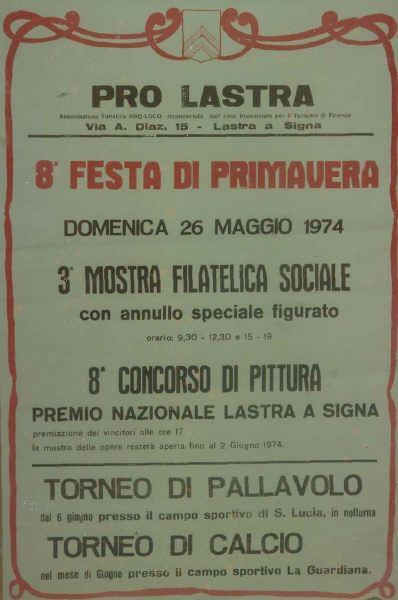 PRO LASTRA
Associazione Turistica PRO-LOCO riconosciuta dall'Ente Provinciale per il Turismo di Firenze
Via A. Diaz, 15 - Lastra a Signa
8ª FESTA DI PRIMAVERA
DOMENICA 26 MAGGIO 1974
3ª MOSTRA FILATELICA SOCIALE
con annullo speciale figurato
orario: 9,30 - 12,30 e 15 - 19
8° CONCORSO DI PITTURA
PREMIO NAZIONALE LASTRA A SIGNA
premiazione dei vincitori alle ore 17
la mostra delle opere resterà aperta fino al 2 Giugno 1974.
TORNEO DI PALLAVOLO
dal 6 giugno presso il campo sportivo di S. Lucia, in notturna
TORNEO DI CALCIO
nel mese di Giugno presso il campo sportivo La Guardiana.